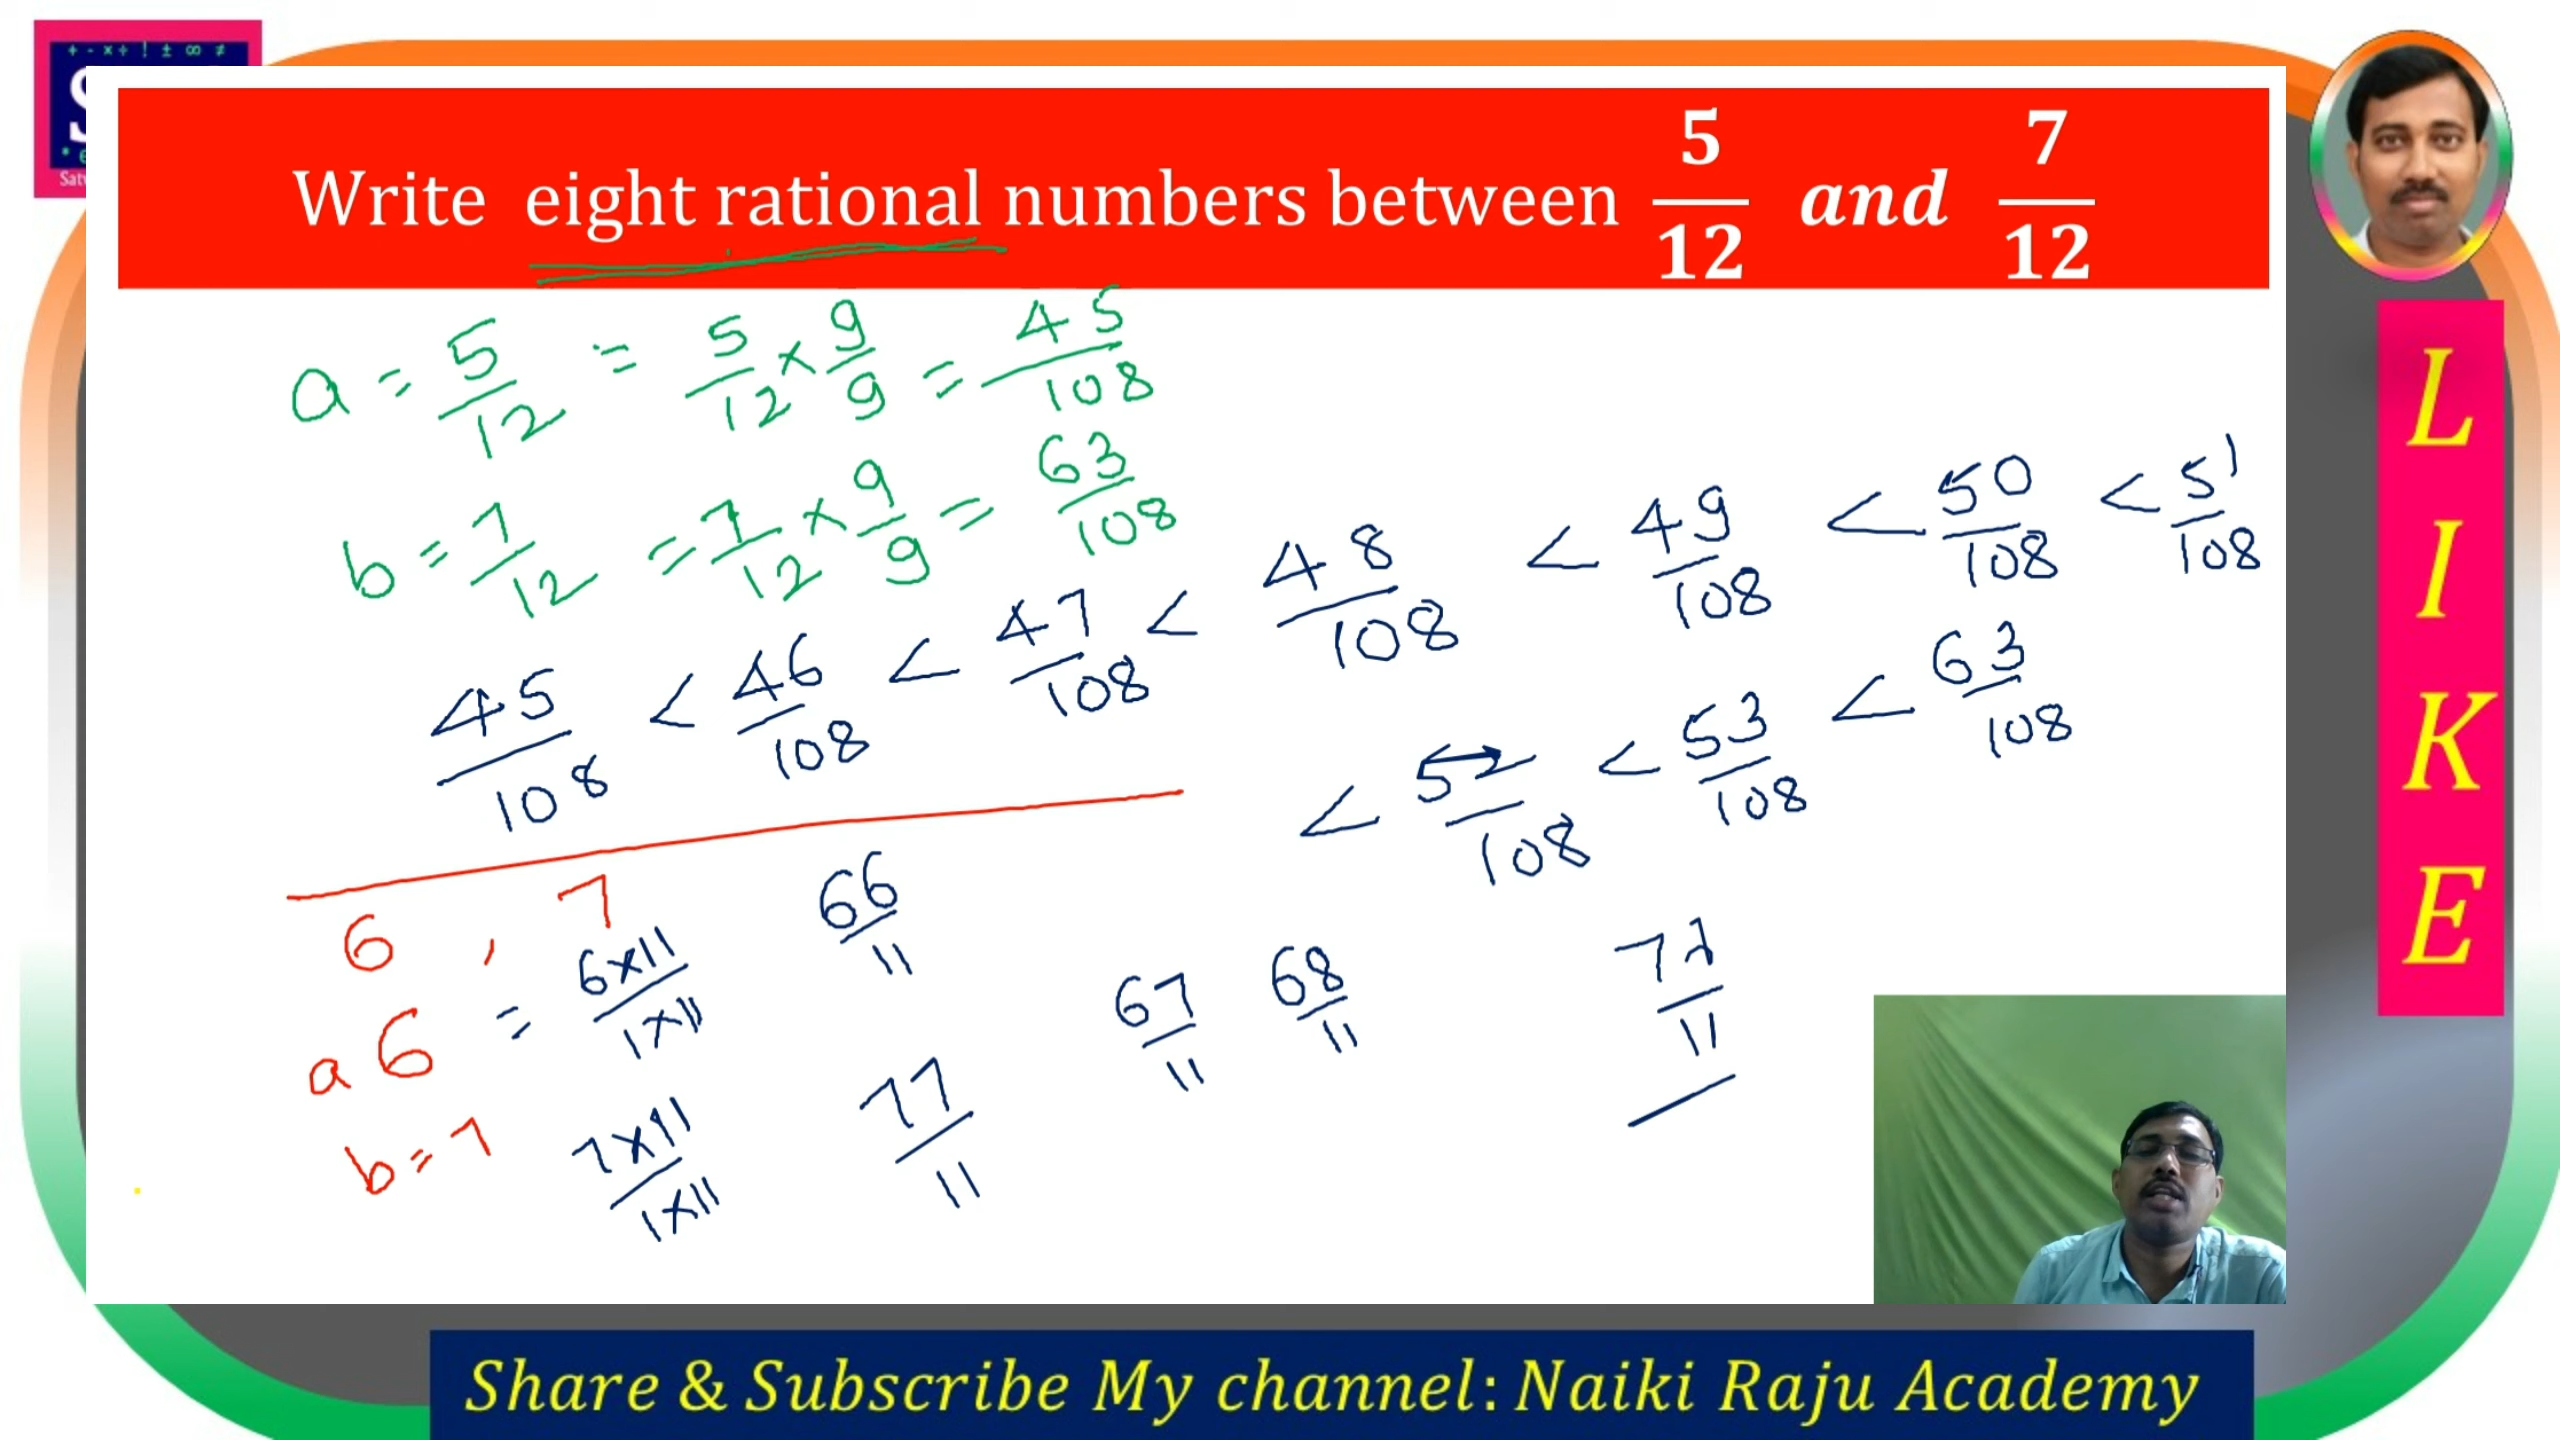 + - × ÷ ! ± ∞ ≠
S
Write eight rational numbers between 5/12 and 7/12
a = 5/12 = 5/12 × 9/9 = 45/108
b = 7/12 = 7/12 × 9/9 = 63/108
45/108 < 46/108 < 47/108 < 48/108 < 49/108 < 50/108 < 51/108
< 52/108 < 53/108 < 63/108
6 , 7
a 6 = 6×11/1×11 66/11
67/11 68/11
b = 7 7×11/1×11 77/11
L
I
K
E
Share & Subscribe My channel: Naiki Raju Academy